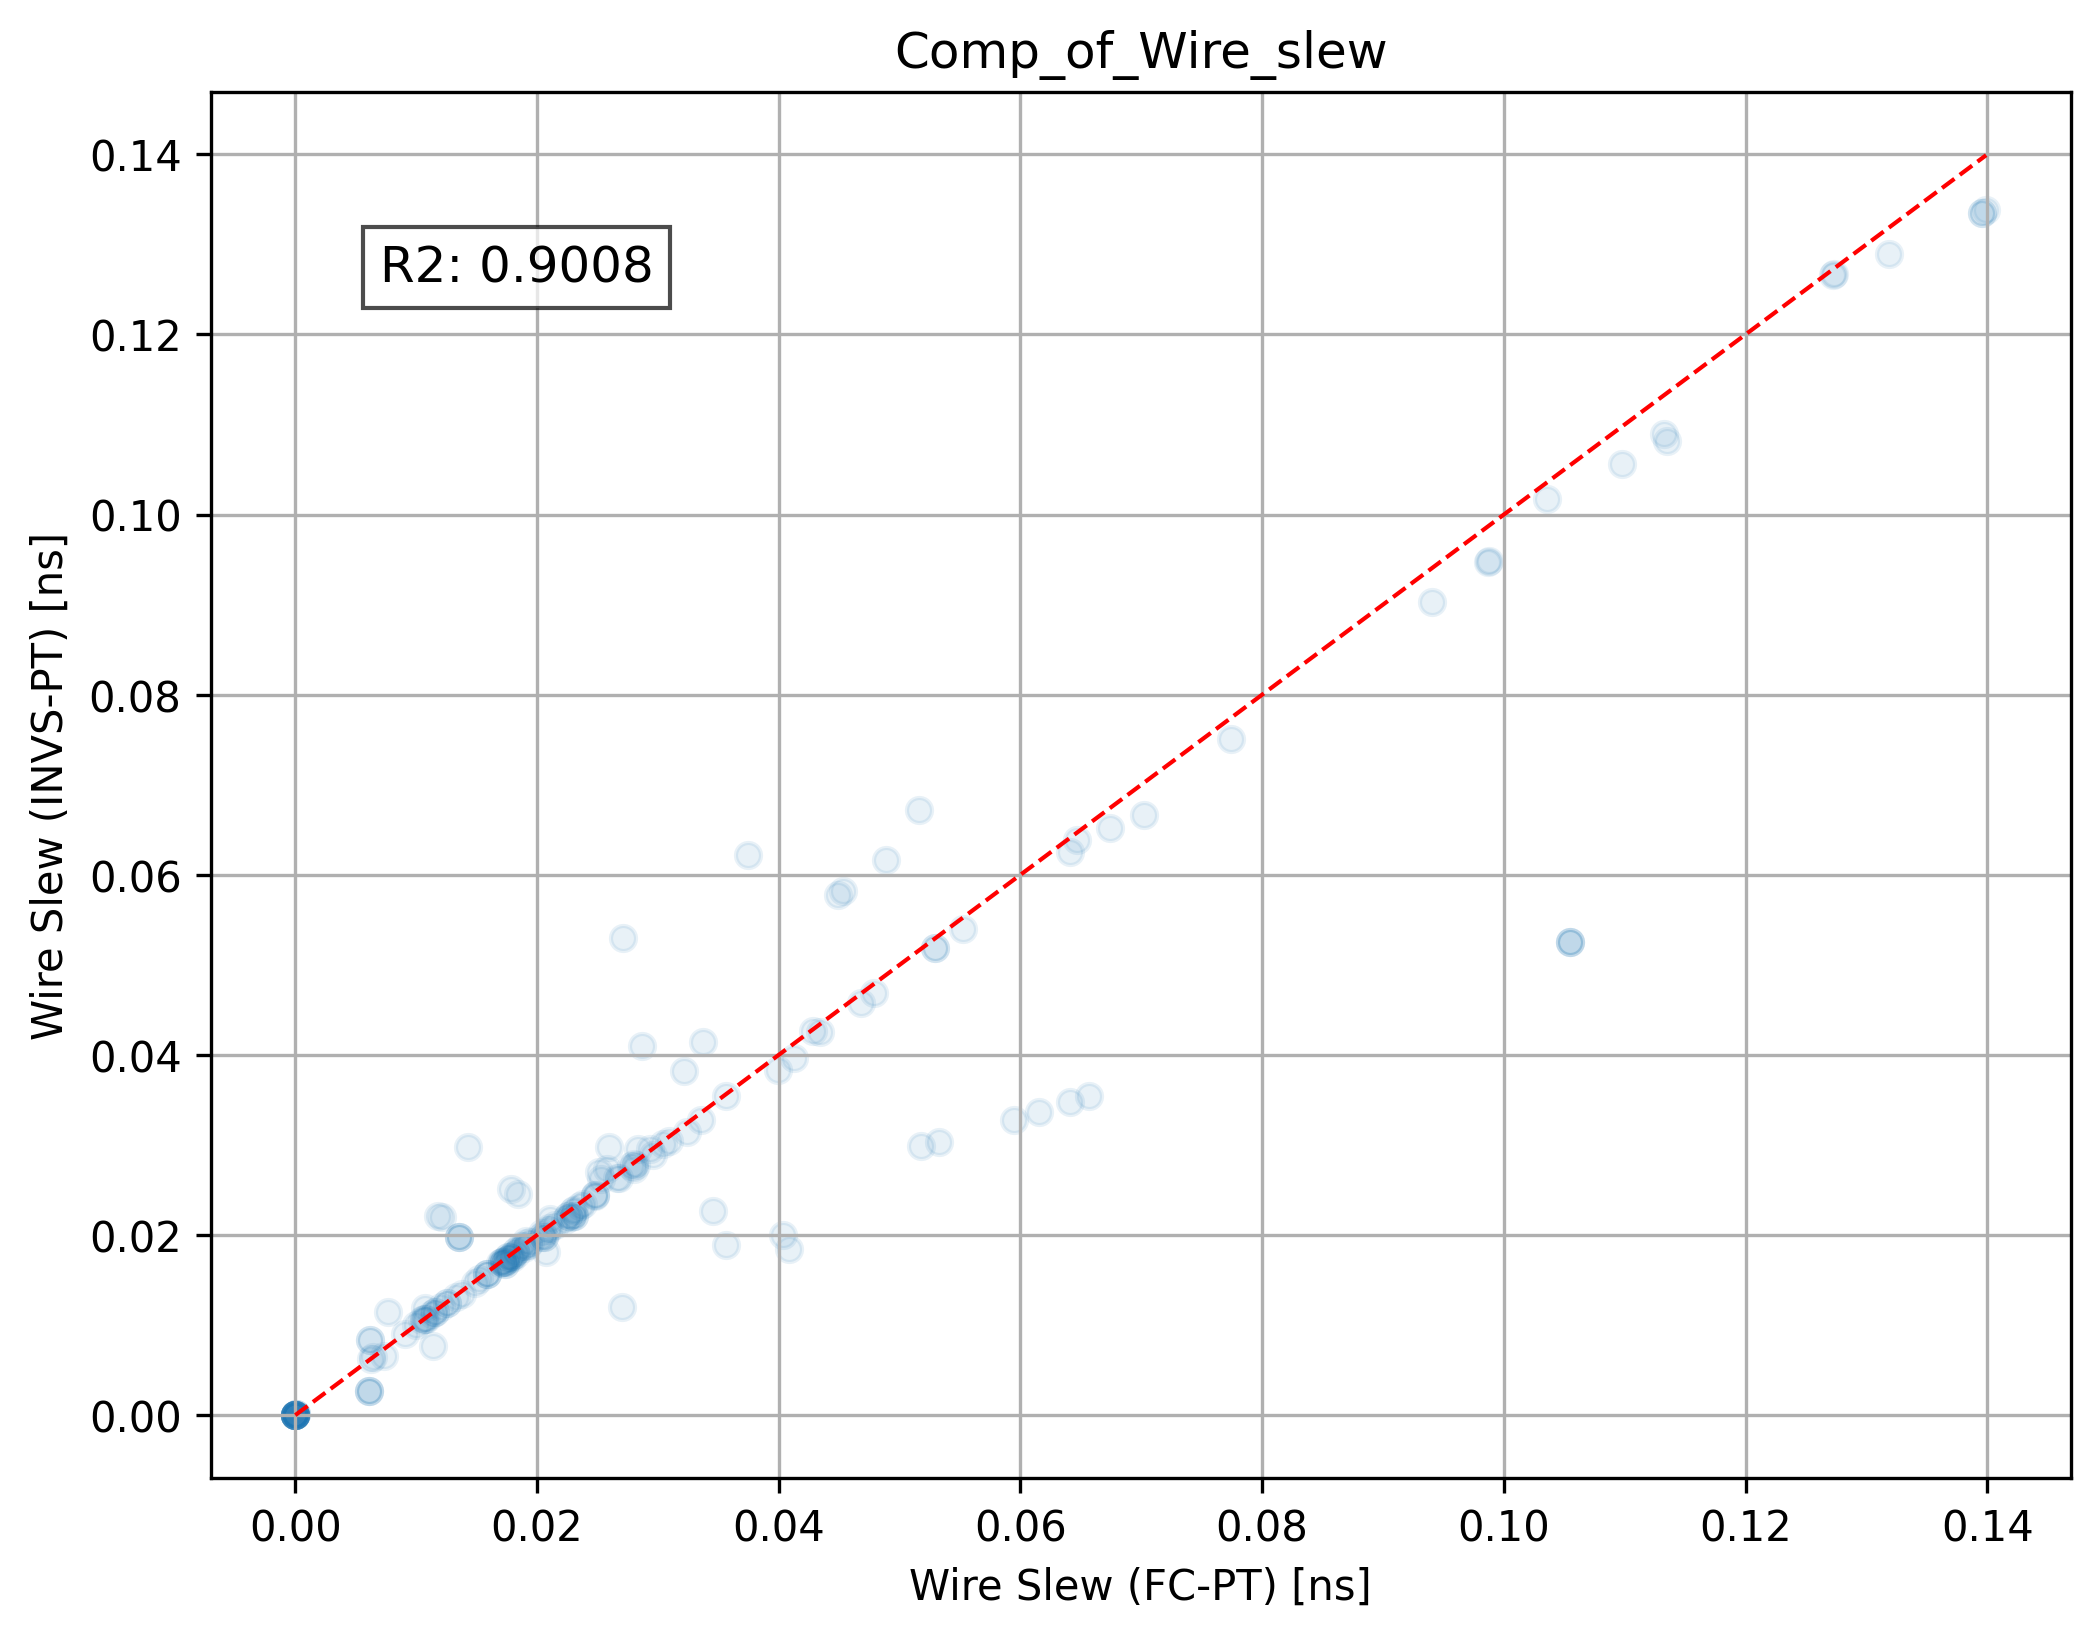 Comp_of_Wire_slew
R2: 0.9008
Wire Slew (INVS-PT) [ns]
0.14
0.12
0.10
0.08
0.06
0.04
0.02
0.00
0.00 0.02 0.04 0.06 0.08 0.10 0.12 0.14
Wire Slew (FC-PT) [ns]